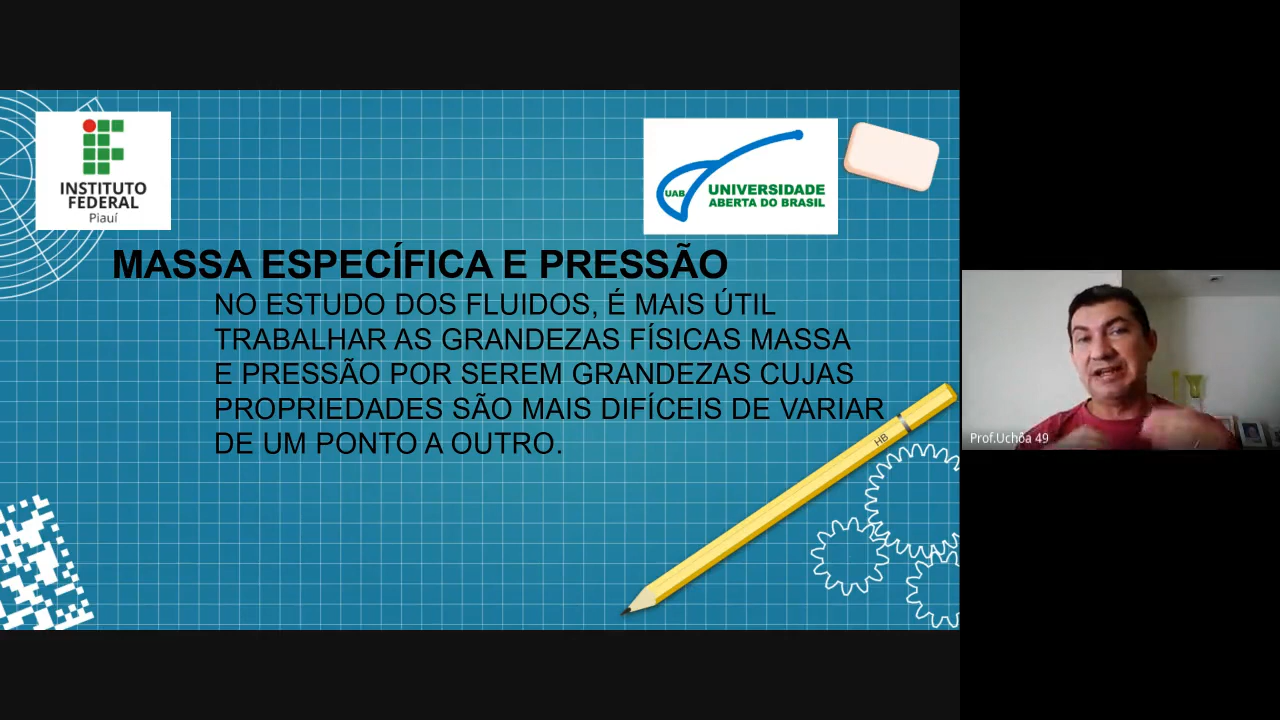 INSTITUTO
FEDERAL
Piauí
UAB
UNIVERSIDADE
ABERTA DO BRASIL
MASSA ESPECÍFICA E PRESSÃO
NO ESTUDO DOS FLUIDOS, É MAIS ÚTIL
TRABALHAR AS GRANDEZAS FÍSICAS MASSA
E PRESSÃO POR SEREM GRANDEZAS CUJAS
PROPRIEDADES SÃO MAIS DIFÍCEIS DE VARIAR
DE UM PONTO A OUTRO.
HB
Prof.Uchôa 49